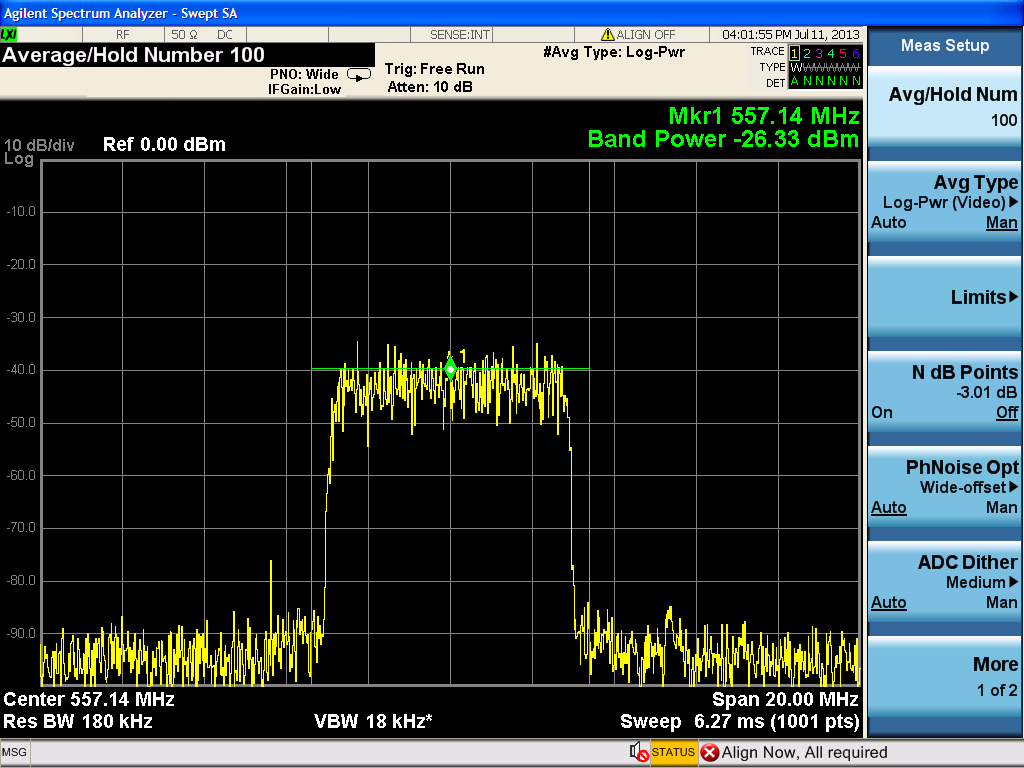 Agilent Spectrum Analyzer - Swept SA
LXI RF 50 Ω DC SENSE:INT ALIGN OFF 04:01:55 PM Jul 11, 2013
Average/Hold Number 100
PNO: Wide
IFGain:Low
Trig: Free Run
Atten: 10 dB
#Avg Type: Log-Pwr
TRACE 1 2 3 4 5 6
TYPE W W W W W W
DET A N N N N N
Mkr1 557.14 MHz
Band Power -26.33 dBm
10 dB/div
Log
Ref 0.00 dBm
-10.0
-20.0
-30.0
-40.0
-50.0
-60.0
-70.0
-80.0
-90.0
1
Center 557.14 MHz
Span 20.00 MHz
Res BW 180 kHz
VBW 18 kHz*
Sweep 6.27 ms (1001 pts)
MSG
STATUS
Align Now, All required
Meas Setup
Avg/Hold Num
100
Avg Type
Log-Pwr (Video)
Auto Man
Limits
N dB Points
-3.01 dB
On Off
PhNoise Opt
Wide-offset
Auto Man
ADC Dither
Medium
Auto Man
More
1 of 2